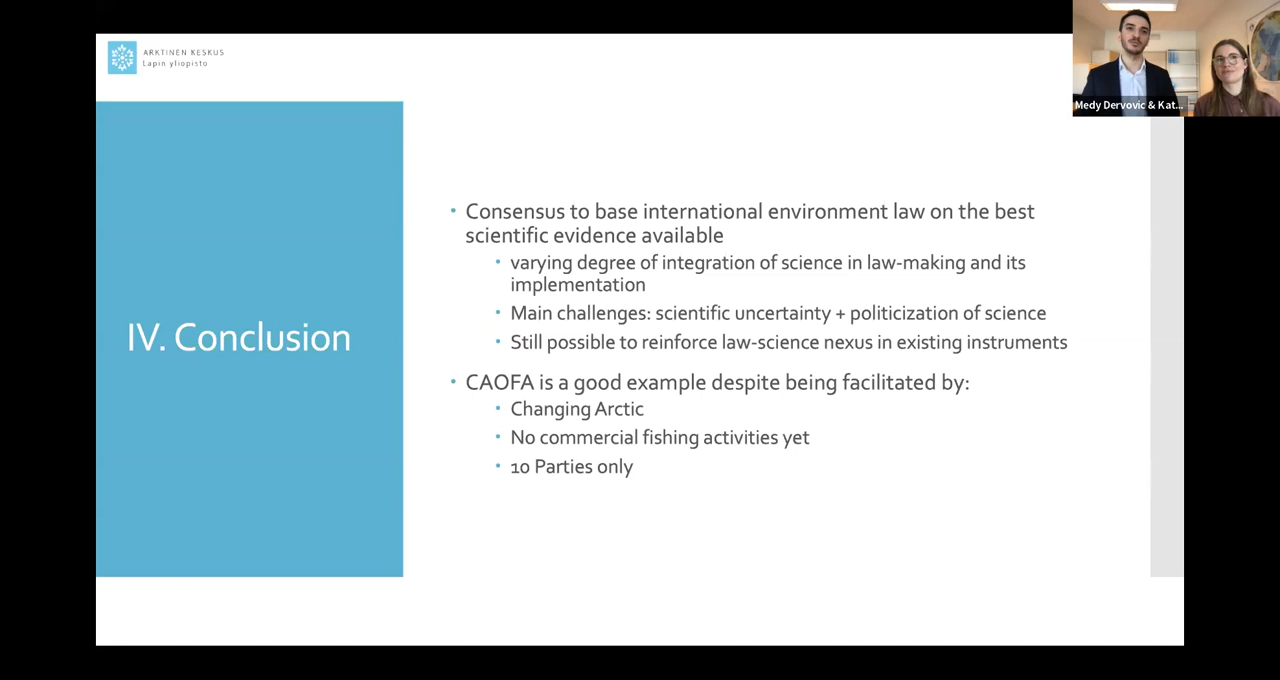 ARKTINEN KESKUS
Lapin yliopisto
Medy Dervovic & Kat...
IV. Conclusion
• Consensus to base international environment law on the best
scientific evidence available
• varying degree of integration of science in law-making and its
implementation
• Main challenges: scientific uncertainty + politicization of science
• Still possible to reinforce law-science nexus in existing instruments
• CAOFA is a good example despite being facilitated by:
• Changing Arctic
• No commercial fishing activities yet
• 10 Parties only